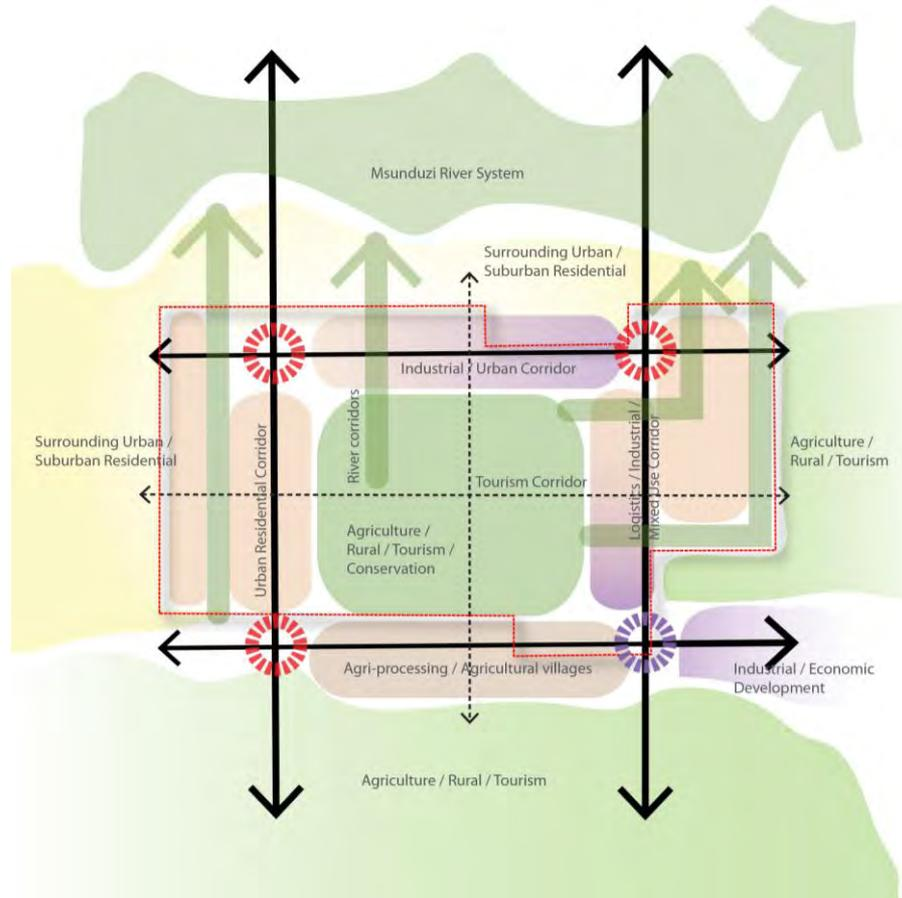 Msunduzi River System
Surrounding Urban /
Suburban Residential
Industrial / Urban Corridor
Surrounding Urban /
Suburban Residential
Urban Residential Corridor
River corridors
Tourism Corridor
Logistics / Industrial /
Mixed Use Corridor
Agriculture /
Rural / Tourism
Agriculture /
Rural / Tourism /
Conservation
Agri-processing / Agricultural villages
Industrial / Economic
Development
Agriculture / Rural / Tourism